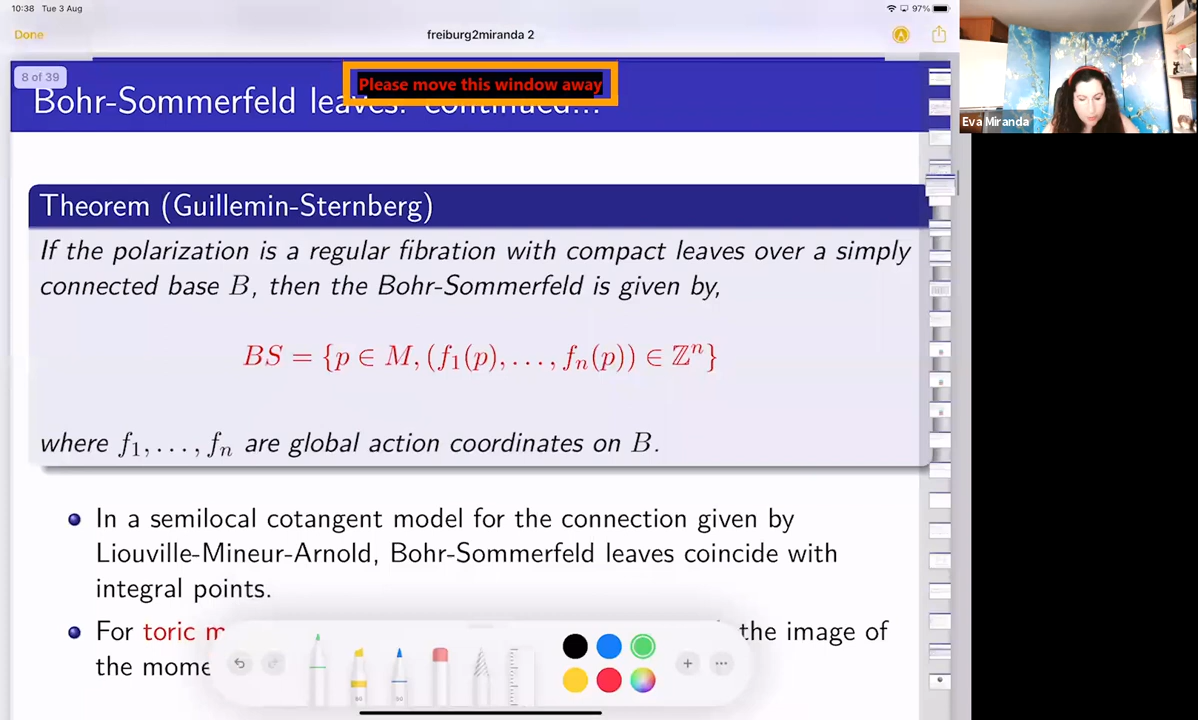 10:38 Tue 3 Aug
97%
Done
freiburg2miranda 2
8 of 39
Please move this window away
Bohr-Sommerfeld leaves: continued...
Theorem (Guillemin-Sternberg)
If the polarization is a regular fibration with compact leaves over a simply
connected base B, then the Bohr-Sommerfeld is given by,
BS = {p ∈ M, (f₁(p), . . . , fₙ(p)) ∈ ℤⁿ}
where f₁, . . . , fₙ are global action coordinates on B.
In a semilocal cotangent model for the connection given by
Liouville-Mineur-Arnold, Bohr-Sommerfeld leaves coincide with
integral points.
For toric m the image of
the mome
Eva Miranda